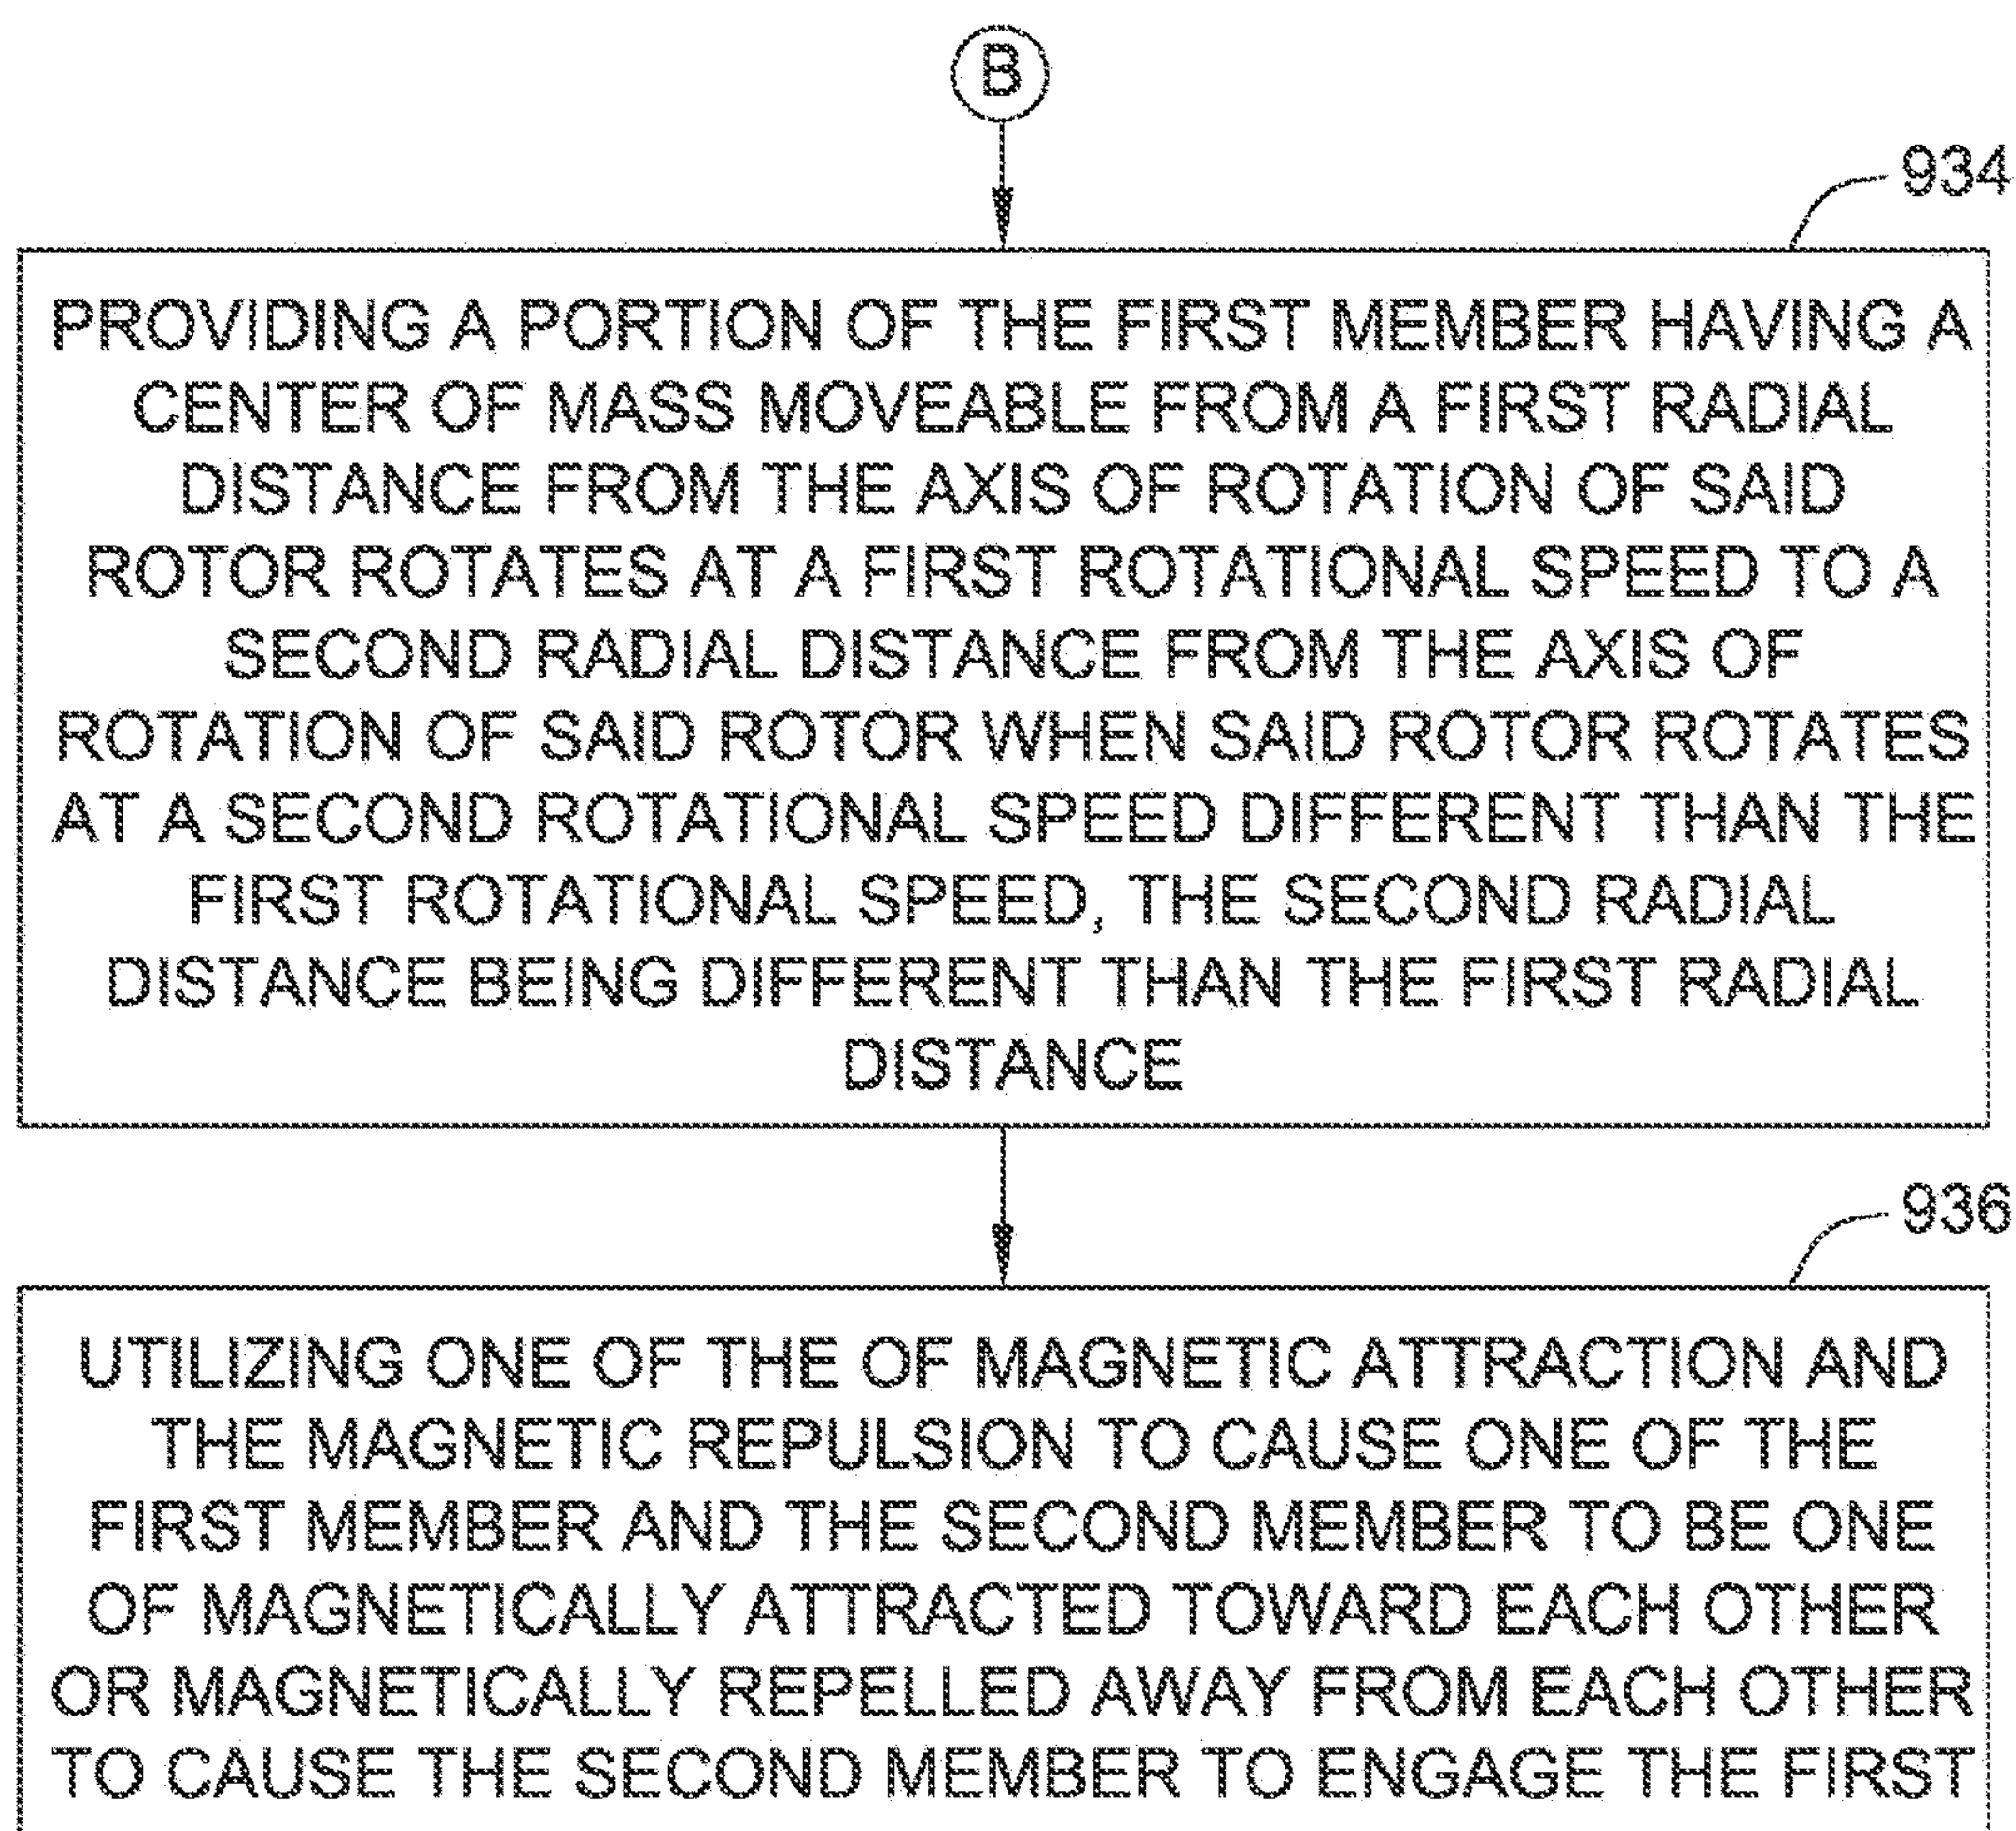 B
934
PROVIDING A PORTION OF THE FIRST MEMBER HAVING A
CENTER OF MASS MOVEABLE FROM A FIRST RADIAL
DISTANCE FROM THE AXIS OF ROTATION OF SAID
ROTOR ROTATES AT A FIRST ROTATIONAL SPEED TO A
SECOND RADIAL DISTANCE FROM THE AXIS OF
ROTATION OF SAID ROTOR WHEN SAID ROTOR ROTATES
AT A SECOND ROTATIONAL SPEED DIFFERENT THAN THE
FIRST ROTATIONAL SPEED, THE SECOND RADIAL
DISTANCE BEING DIFFERENT THAN THE FIRST RADIAL
DISTANCE
936
UTILIZING ONE OF THE OF MAGNETIC ATTRACTION AND
THE MAGNETIC REPULSION TO CAUSE ONE OF THE
FIRST MEMBER AND THE SECOND MEMBER TO BE ONE
OF MAGNETICALLY ATTRACTED TOWARD EACH OTHER
OR MAGNETICALLY REPELLED AWAY FROM EACH OTHER
TO CAUSE THE SECOND MEMBER TO ENGAGE THE FIRST